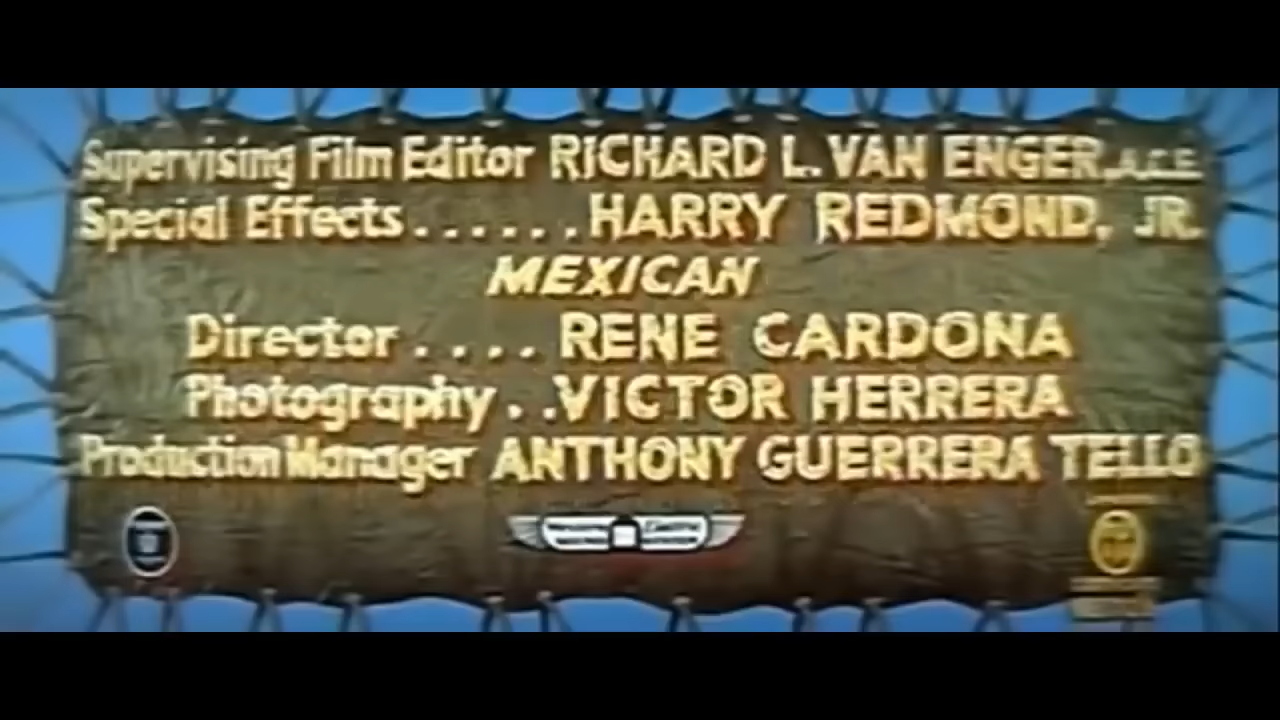 Supervising Film Editor RICHARD L. VAN ENGER, A.C.E.
Special Effects . . . . . . HARRY REDMOND, JR.
MEXICAN
Director . . . . RENE CARDONA
Photography . . VICTOR HERRERA
Production Manager ANTHONY GUERRERA TELLO